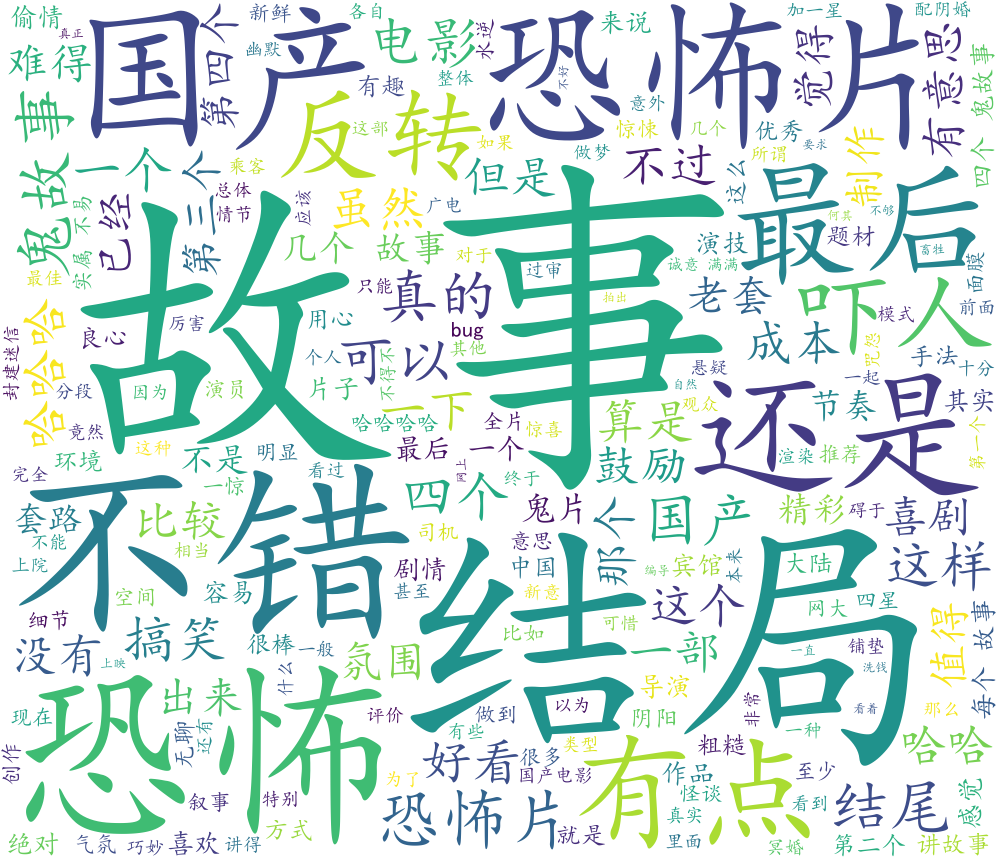 偷情
国产
第四个
新鲜
幽默
各自
电影
水逆
来说
恐怖片
加一星
觉得
配阴婚
有意思
真正
难得
整体
不好
鬼故事
四个 鬼故事
有趣
反转
这部
如果
意外
惊悚
几个
优秀
要求
制作
一个
乘客
第三个
做梦
但是
不过
所谓
最后
鬼故事
不易
已经
总体
情节
应该
虽然
广电
这么
何其
不够
最佳
实属
几个 故事
对于
过审
演技
题材
畜牲
诚意 满满
面膜
故事
只能
真的
拍出
老套
吓人
前面
哈哈哈
良心
厉害
用心
bug
模式
封建迷信
个人
可以
其他
成本
咒怨
手法
不得不
悬疑
一起
十分
分段
因为
演员
片子
一下
自然
还是
节奏
其实
竟然
哈哈哈哈
全片
惊喜
算是
观众
这种
最后 一个
渲染
推荐
第一个
环境
不是
明显
鼓励
完全
一惊
看过
网上
终于
不错
四个
鬼片
那个
国产
精彩
碍于
喜剧
套路
比较
司机
意思
不能
相当
结局
上院
剧情
中国
编导
宾馆
本来
大陆
这样
容易
甚至
新意
这个
空间
网大
四星
细节
比如
可惜
值得
每个 故事
没有
搞笑
很棒
一般
氛围
一部
一直
铺垫
上映
什么
导演
洗钱
恐怖
出来
现在
评价
做到
以为
阴阳
非常
一种
看着
那么
无聊
还有
有些
好看
很多
类型
有点
粗糙
哈哈
创作
国产电影
作品
至少
为了
怪谈
感觉
叙事
特别
恐怖片
真实
看到
结尾
绝对
气氛
巧妙
喜欢
讲得
方式
就是
里面
冥婚
第二个
讲故事